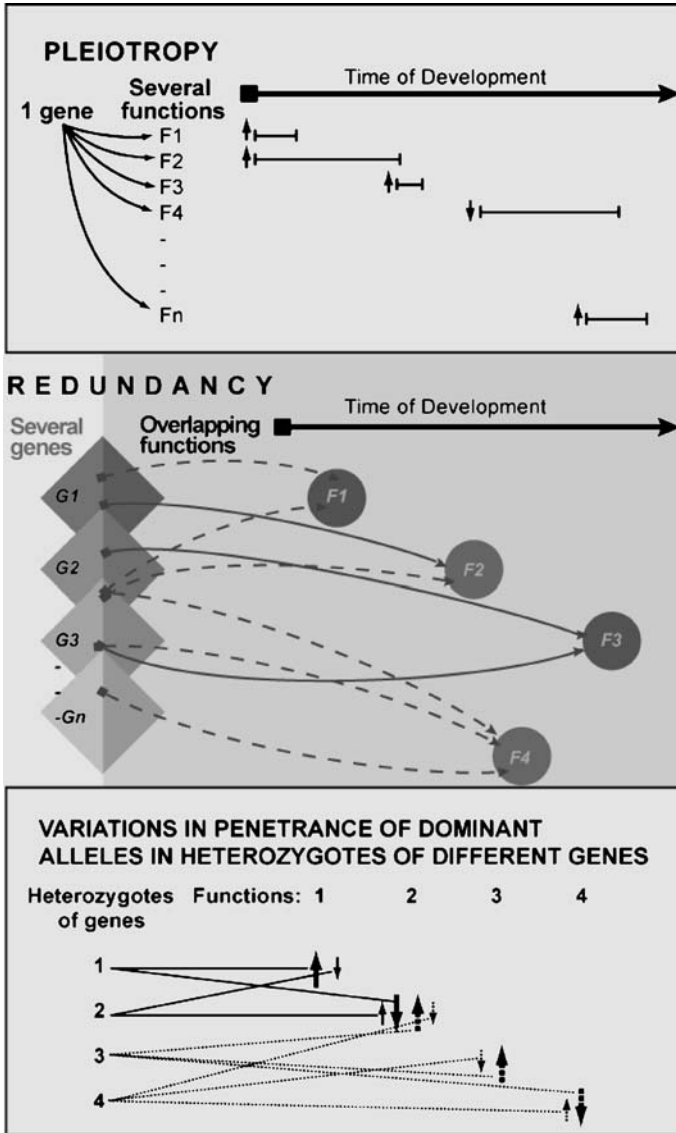 PLEIOTROPY
Time of Development
1 gene
Several
functions
F1
F2
F3
F4
-
-
-
Fn
REDUNDANCY
Time of Development
Several
genes
Overlapping
functions
G1
G2
G3
-
-
-Gn
F1
F2
F3
F4
VARIATIONS IN PENETRANCE OF DOMINANT
ALLELES IN HETEROZYGOTES OF DIFFERENT GENES
Heterozygotes
of genes
Functions: 1 2 3 4
1
2
3
4